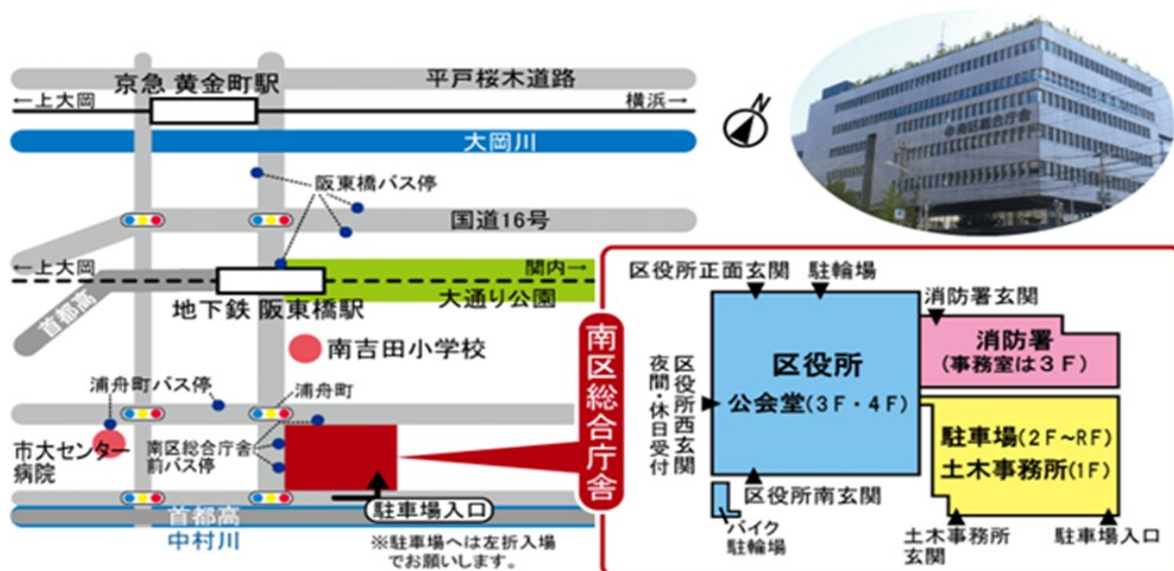 平戸桜木道路
京急 黄金町駅
←上大岡
横浜→
大岡川
N
南区総合庁舎
阪東橋バス停
国道16号
←上大岡
関内→
首都高
地下鉄 阪東橋駅
大通り公園
南吉田小学校
浦舟町バス停
浦舟町
市大センター
病院
南区総合庁舎
前バス停
駐車場入口
首都高
中村川
※駐車場へは左折入場
でお願いします。
南区総合庁舎
区役所正面玄関
駐輪場
消防署玄関
区役所
公会堂(3F・4F)
消防署
(事務室は3F)
区役所西玄関
夜間・休日受付
駐車場(2F～RF)
土木事務所(1F)
区役所南玄関
バイク
駐輪場
土木事務所
玄関
駐車場入口